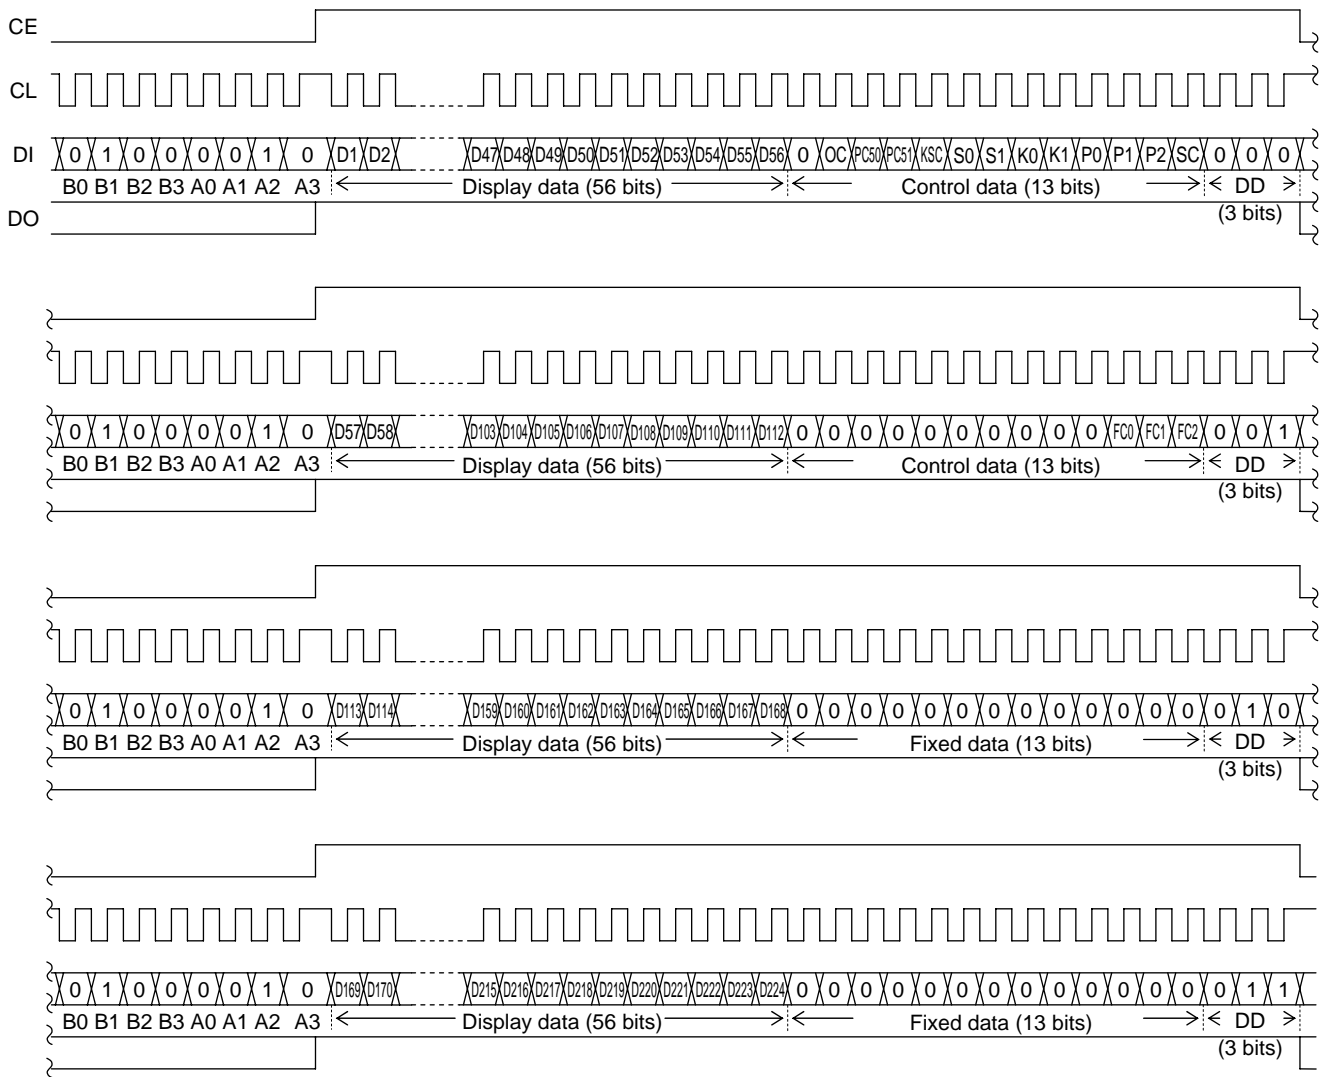 CE
CL
DI 0 1 0 0 0 0 1 0 D1 D2 D47 D48 D49 D50 D51 D52 D53 D54 D55 D56 0 OC PC50 PC51 KSC S0 S1 K0 K1 P0 P1 P2 SC 0 0 0
B0 B1 B2 B3 A0 A1 A2 A3 Display data (56 bits) Control data (13 bits) DD
(3 bits)
DO
0 1 0 0 0 0 1 0 D57 D58 D103 D104 D105 D106 D107 D108 D109 D110 D111 D112 0 0 0 0 0 0 0 0 0 0 FC0 FC1 FC2 0 0 1
B0 B1 B2 B3 A0 A1 A2 A3 Display data (56 bits) Control data (13 bits) DD
(3 bits)
0 1 0 0 0 0 1 0 D113 D114 D159 D160 D161 D162 D163 D164 D165 D166 D167 D168 0 0 0 0 0 0 0 0 0 0 0 0 0 0 1 0
B0 B1 B2 B3 A0 A1 A2 A3 Display data (56 bits) Fixed data (13 bits) DD
(3 bits)
0 1 0 0 0 0 1 0 D169 D170 D215 D216 D217 D218 D219 D220 D221 D222 D223 D224 0 0 0 0 0 0 0 0 0 0 0 0 0 0 1 1
B0 B1 B2 B3 A0 A1 A2 A3 Display data (56 bits) Fixed data (13 bits) DD
(3 bits)